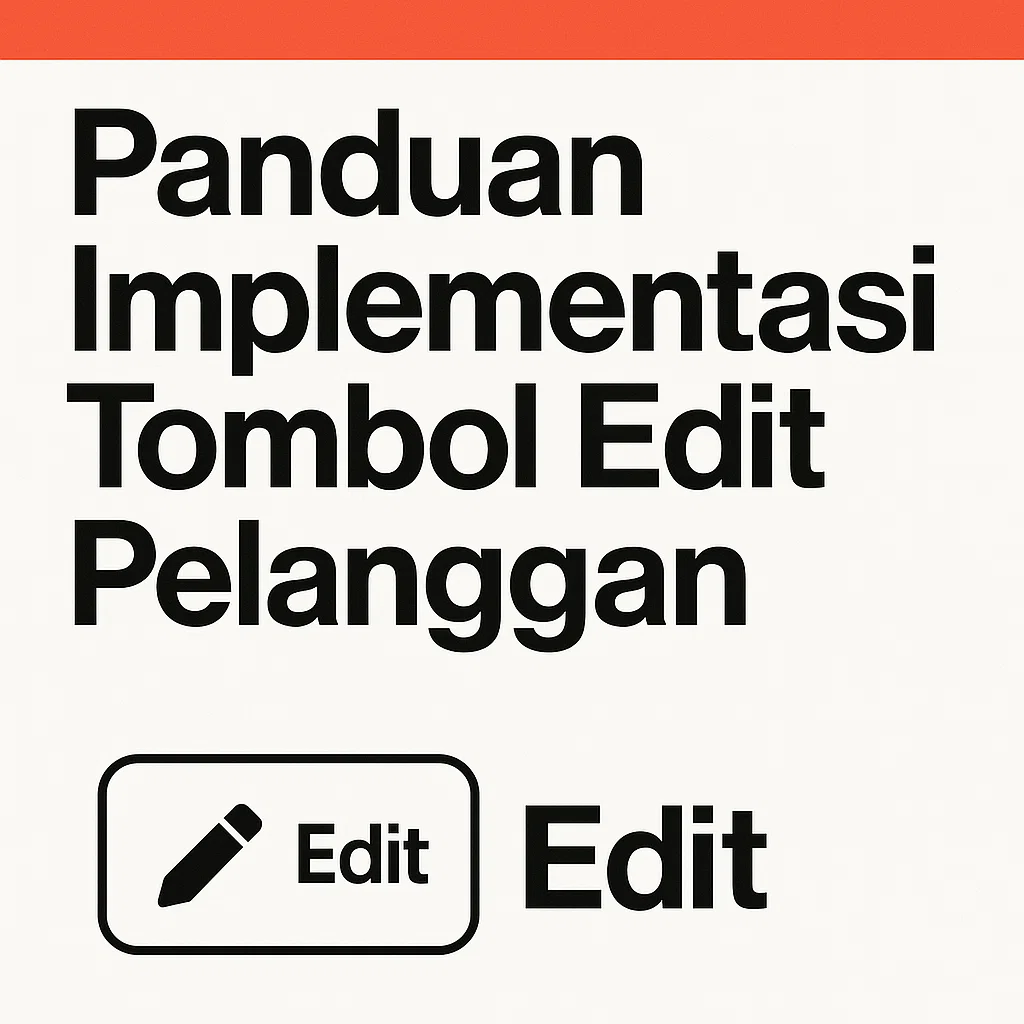 Panduan
Implementasi
Tombol Edit
Pelanggan
Edit
Edit